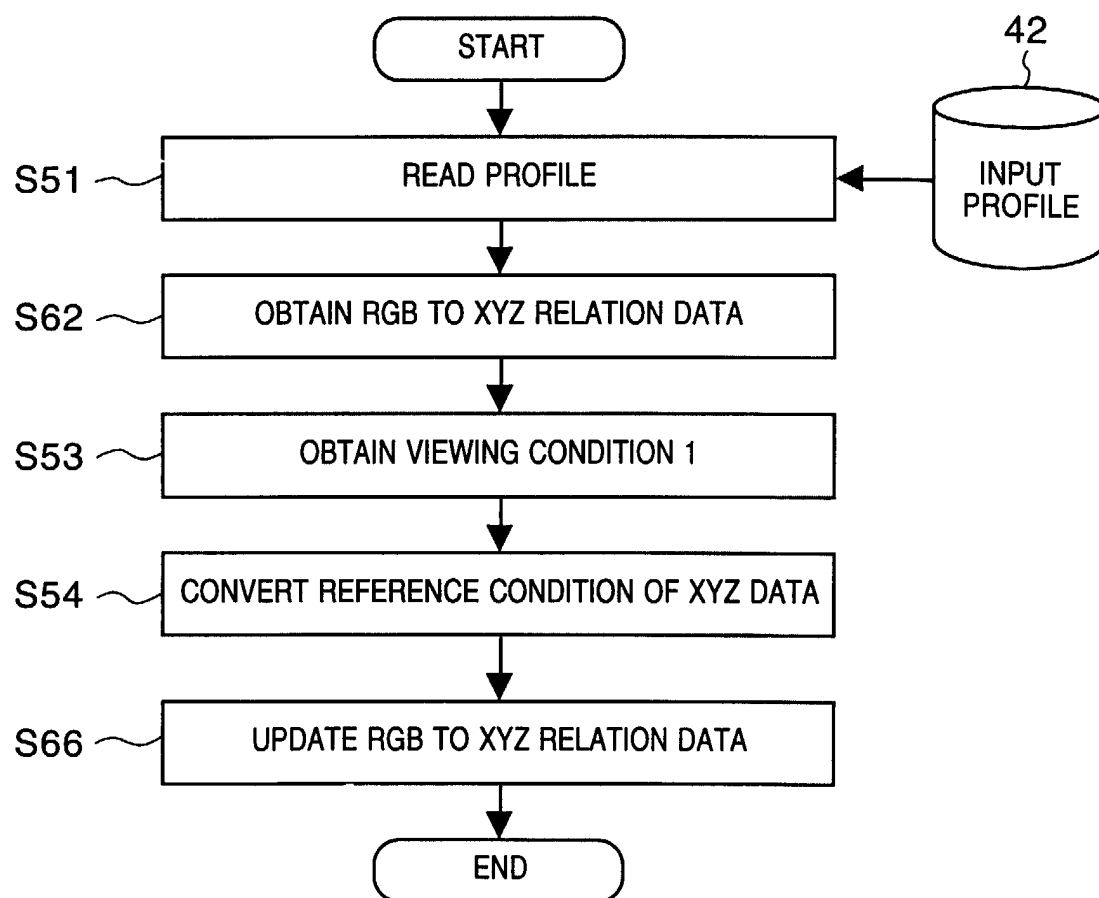 START
42
INPUT
PROFILE
S51
READ PROFILE
S62
OBTAIN RGB TO XYZ RELATION DATA
S53
OBTAIN VIEWING CONDITION 1
S54
CONVERT REFERENCE CONDITION OF XYZ DATA
S66
UPDATE RGB TO XYZ RELATION DATA
END